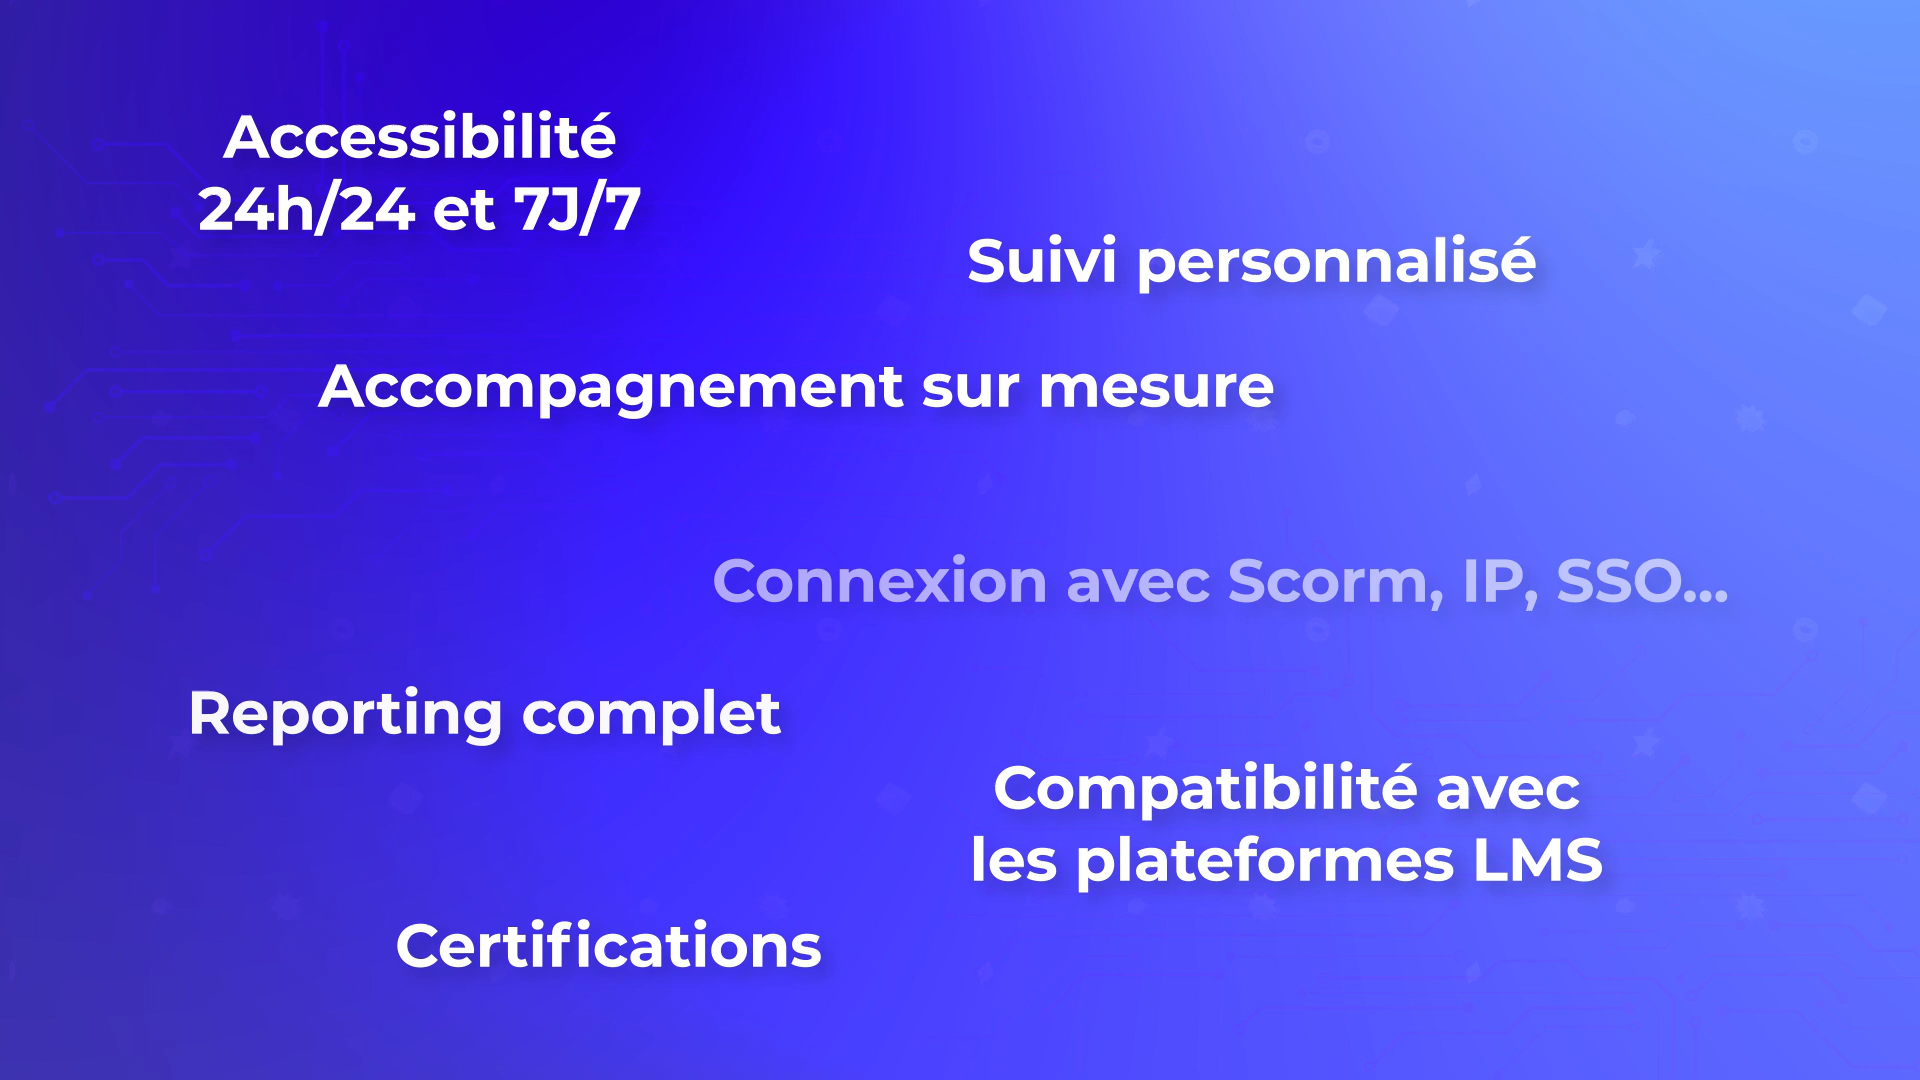 Accessibilité
24h/24 et 7J/7
Suivi personnalisé
Accompagnement sur mesure
Connexion avec Scorm, IP, SSO...
Reporting complet
Compatibilité avec
les plateformes LMS
Certifications